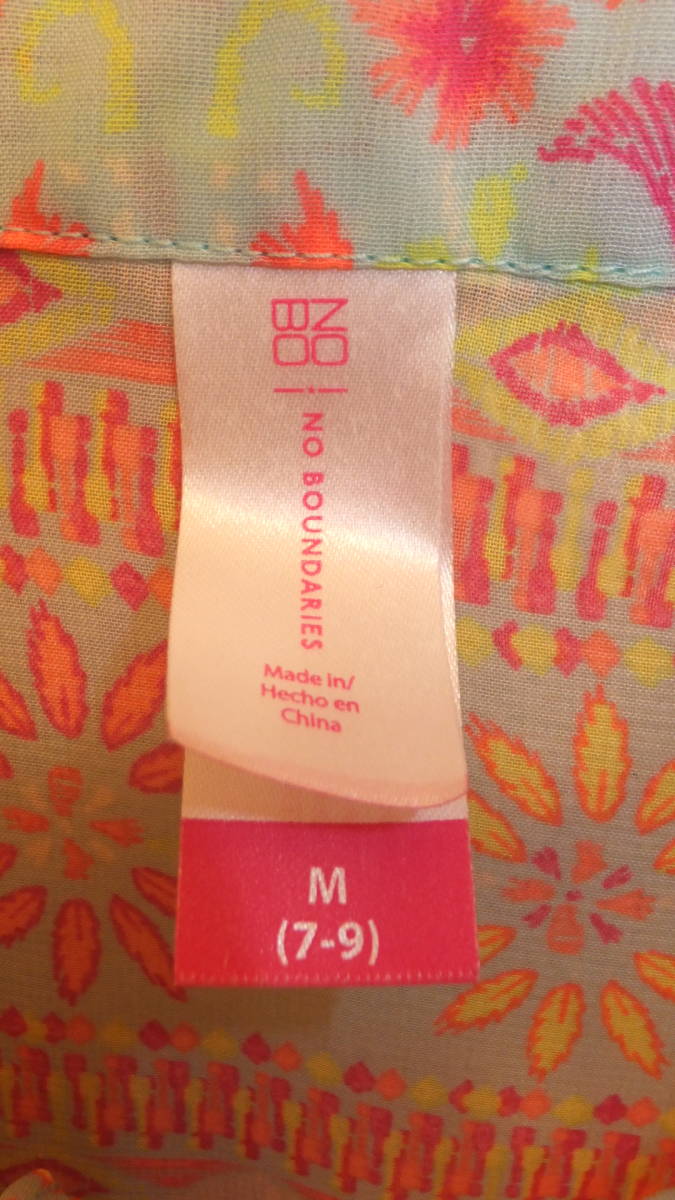 NO
BO
NO BOUNDARIES
Made in/
Hecho en
China
M
(7-9)